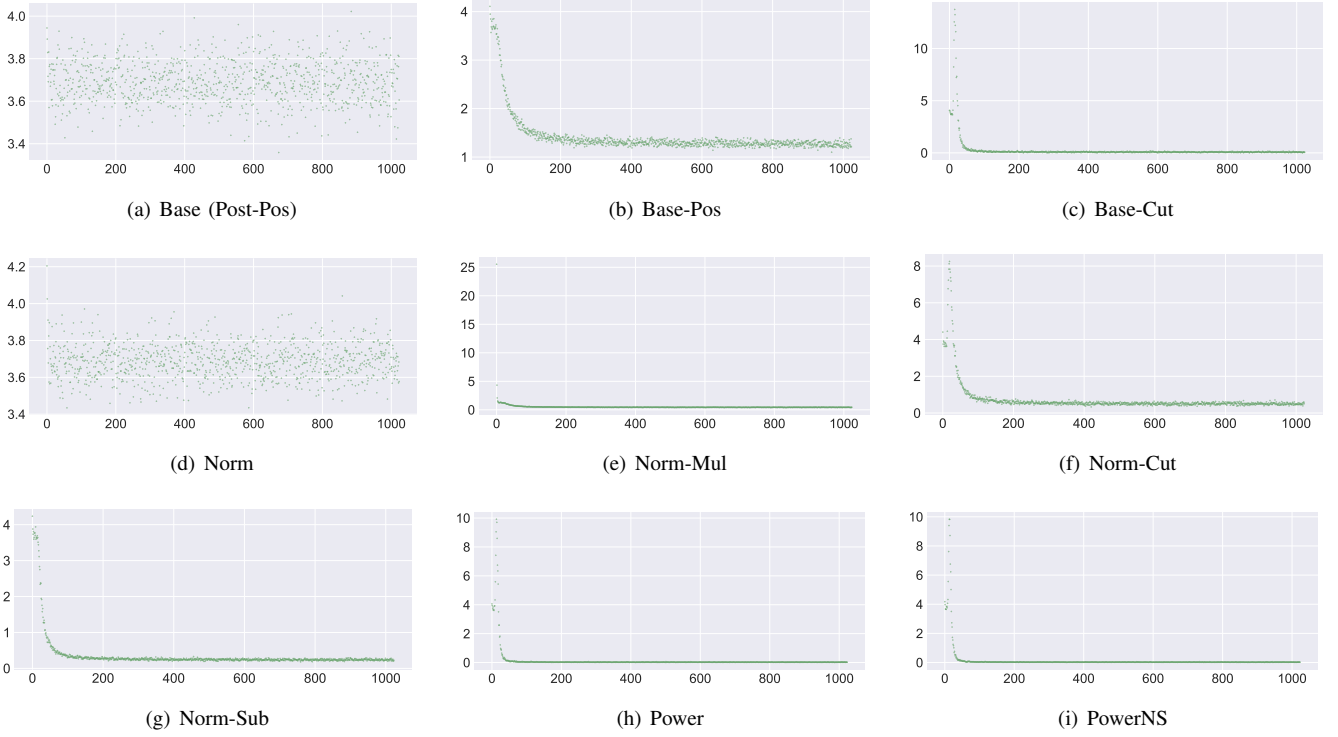 4.0
3.8
3.6
3.4
0 200 400 600 800 1000
(a) Base (Post-Pos)
4
3
2
1
0 200 400 600 800 1000
(b) Base-Pos
10
5
0
0 200 400 600 800 1000
(c) Base-Cut
4.2
4.0
3.8
3.6
3.4
0 200 400 600 800 1000
(d) Norm
25
20
15
10
5
0
0 200 400 600 800 1000
(e) Norm-Mul
8
6
4
2
0
0 200 400 600 800 1000
(f) Norm-Cut
4
3
2
1
0
0 200 400 600 800 1000
(g) Norm-Sub
10
8
6
4
2
0
0 200 400 600 800 1000
(h) Power
10
8
6
4
2
0
0 200 400 600 800 1000
(i) PowerNS